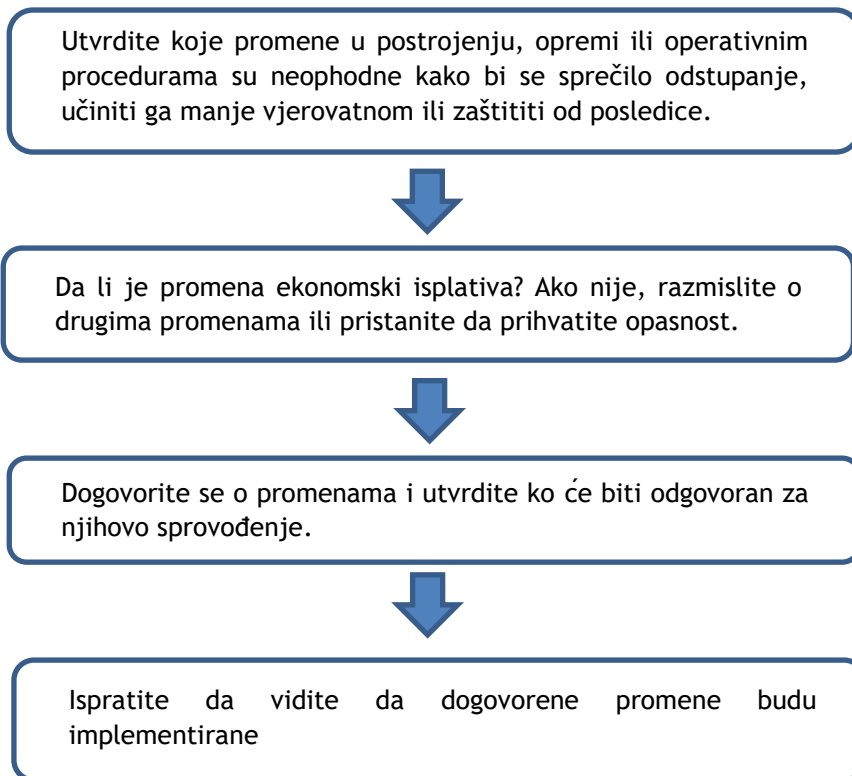 Utvrdite koje promene u postrojenju, opremi ili operativnim
procedurama su neophodne kako bi se sprečilo odstupanje,
učiniti ga manje vjerovatnom ili zaštititi od posledice.
Da li je promena ekonomski isplativa? Ako nije, razmislite o
drugima promenama ili pristanite da prihvatite opasnost.
Dogovorite se o promenama i utvrdite ko će biti odgovoran za
njihovo sprovođenje.
Ispratite da vidite da dogovorene promene budu
implementirane